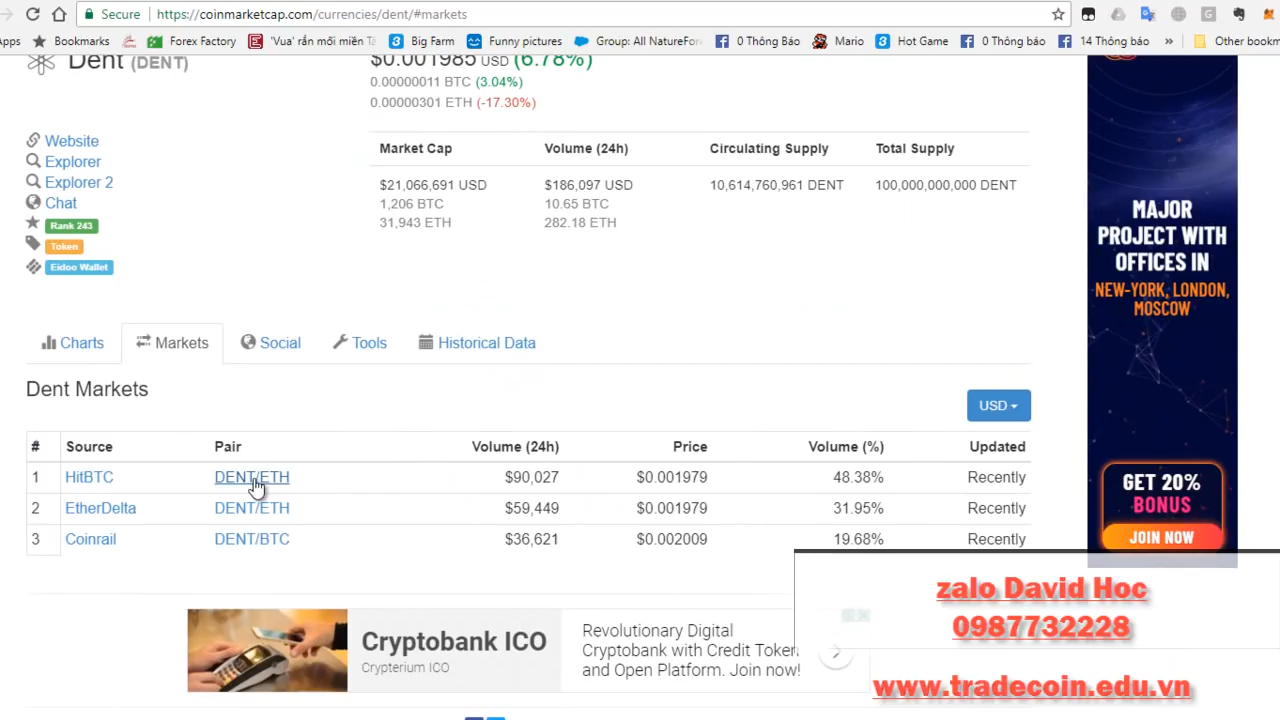 Secure
https://coinmarketcap.com/currencies/dent/#markets
Apps
Bookmarks
Forex Factory
'Vua' rắn mối miền Tâ
Big Farm
Funny pictures
Group: All NatureFor
0 Thông Báo
Mario
Hot Game
0 Thông báo
14 Thông báo
»
Other bookm
Dent (DENT)
$0.001985 USD (6.78%)
0.00000011 BTC (3.04%)
0.00000301 ETH (-17.30%)
Website
Explorer
Explorer 2
Chat
Rank 243
Token
Eidoo Wallet
Market Cap Volume (24h) Circulating Supply Total Supply
$21,066,691 USD $186,097 USD 10,614,760,961 DENT 100,000,000,000 DENT
1,206 BTC 10.65 BTC
31,943 ETH 282.18 ETH
Charts Markets Social Tools Historical Data
Dent Markets
USD
# Source Pair Volume (24h) Price Volume (%) Updated
1 HitBTC DENT/ETH $90,027 $0.001979 48.38% Recently
2 EtherDelta DENT/ETH $59,449 $0.001979 31.95% Recently
3 Coinrail DENT/BTC $36,621 $0.002009 19.68% Recently
MAJOR
PROJECT WITH
OFFICES IN
NEW-YORK, LONDON,
MOSCOW
GET 20%
BONUS
JOIN NOW
Cryptobank ICO
Crypterium ICO
Revolutionary Digital
Cryptobank with Credit Token
and Open Platform. Join now!
zalo David Hoc
0987732228
www.tradecoin.edu.vn